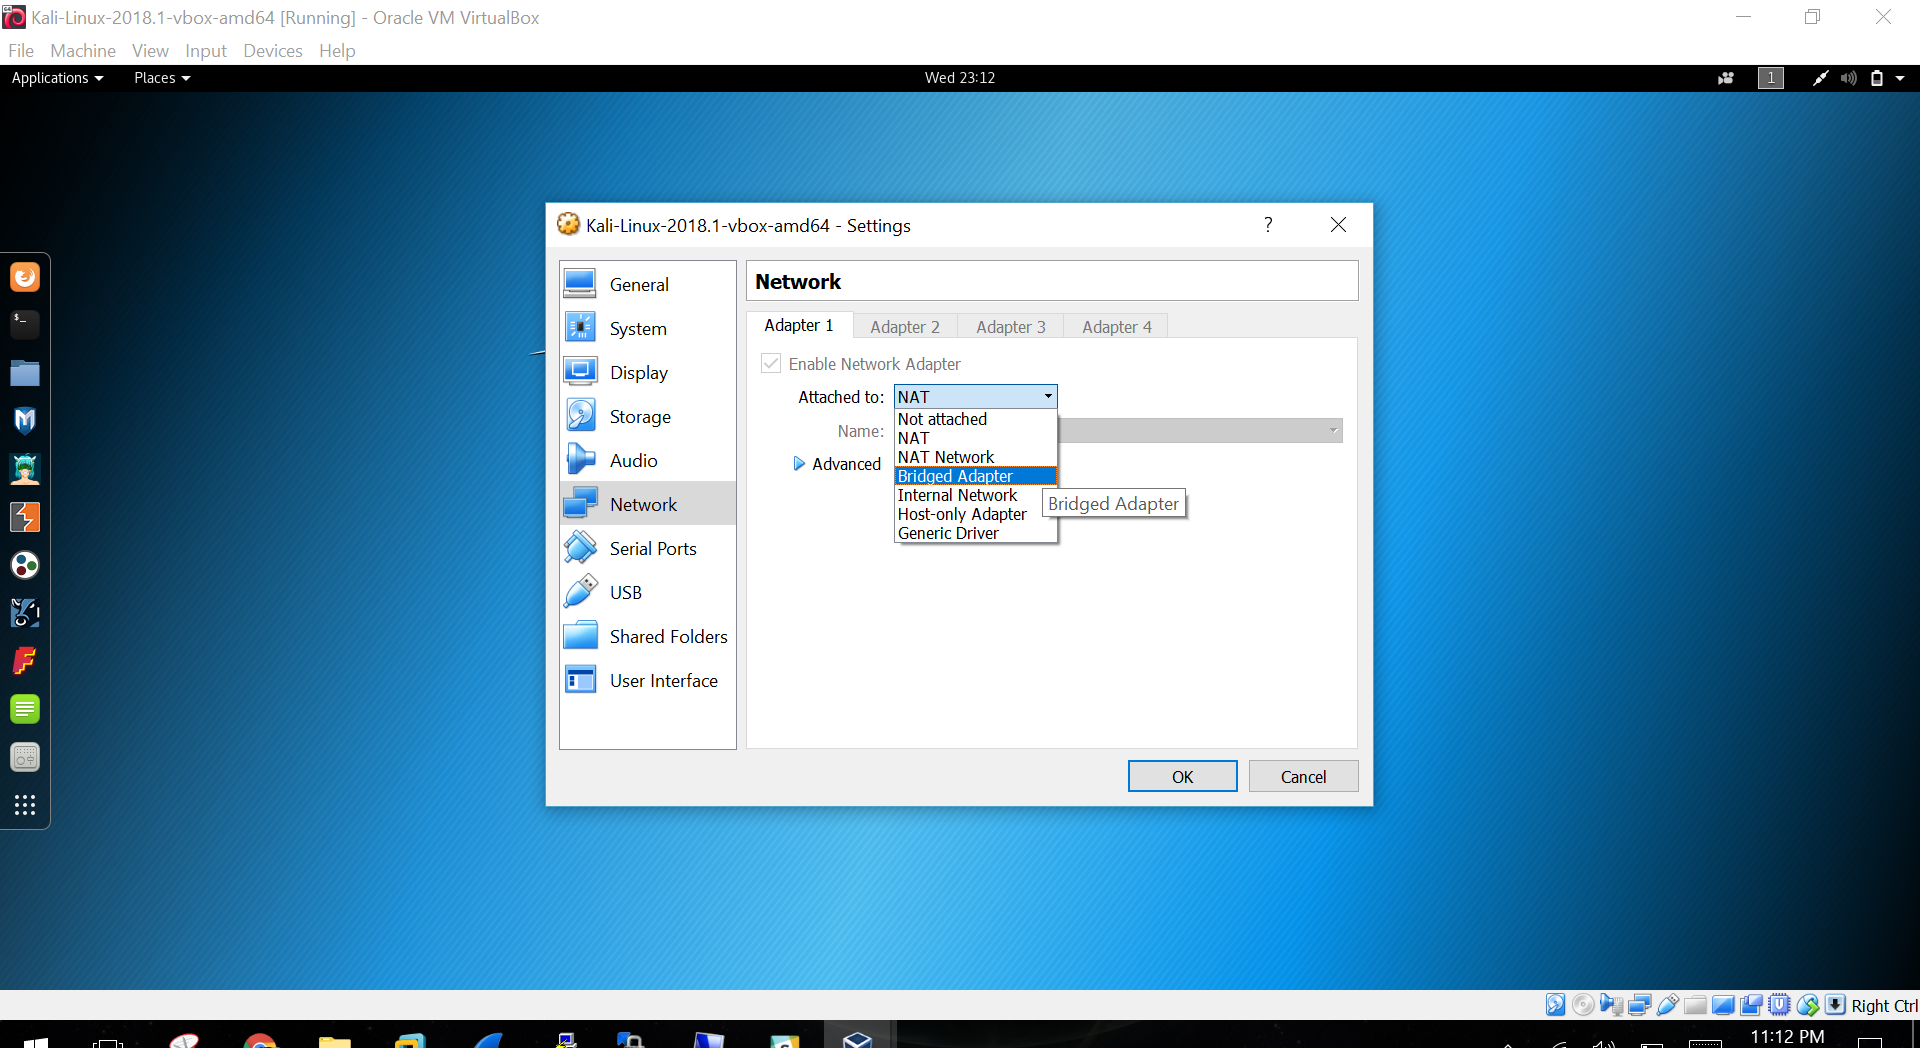 Kali-Linux-2018.1-vbox-amd64 [Running] - Oracle VM VirtualBox
File Machine View Input Devices Help
Applications Places Wed 23:12 1
Kali-Linux-2018.1-vbox-amd64 - Settings ?
General
System
Display
Storage
Audio
Network
Serial Ports
USB
Shared Folders
User Interface
Network
Adapter 1 Adapter 2 Adapter 3 Adapter 4
Enable Network Adapter
Attached to: NAT
Name:
Advanced
Not attached
NAT
NAT Network
Bridged Adapter
Internal Network
Host-only Adapter
Generic Driver
Bridged Adapter
OK Cancel
Right Ctrl
11:12 PM